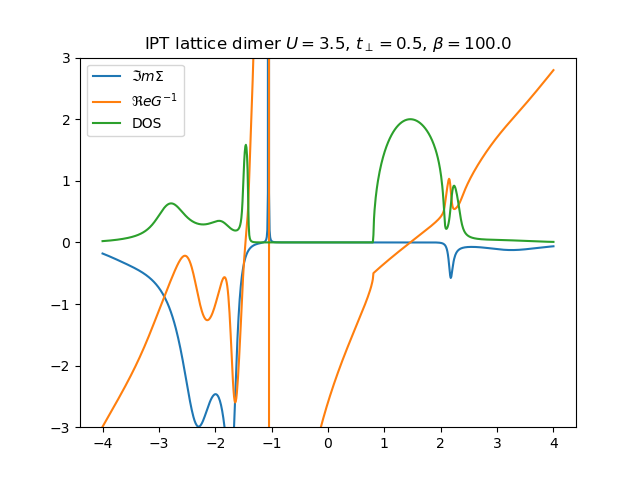 IPT lattice dimer U = 3.5, t⊥ = 0.5, β = 100.0
ℑmΣ
ℜeG⁻¹
DOS
3
2
1
0
−1
−2
−3
−4 −3 −2 −1 0 1 2 3 4